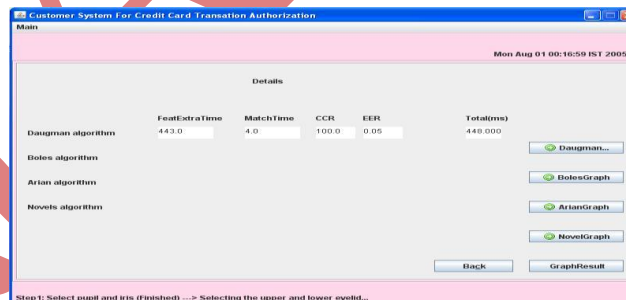 Customer System For Credit Card Transation Authorization
Main
Mon Aug 01 00:16:59 IST 2005
Details
FeatExtraTime MatchTime CCR EER Total(ms)
Daugman algorithm 443.0 4.0 100.0 0.05 448.000
Daugman...
Boles algorithm
BolesGraph
Arian algorithm
ArianGraph
Novels algorithm
NovelGraph
Back GraphResult
Step1: Select pupil and iris (Finished) ---> Selecting the upper and lower eyelid...